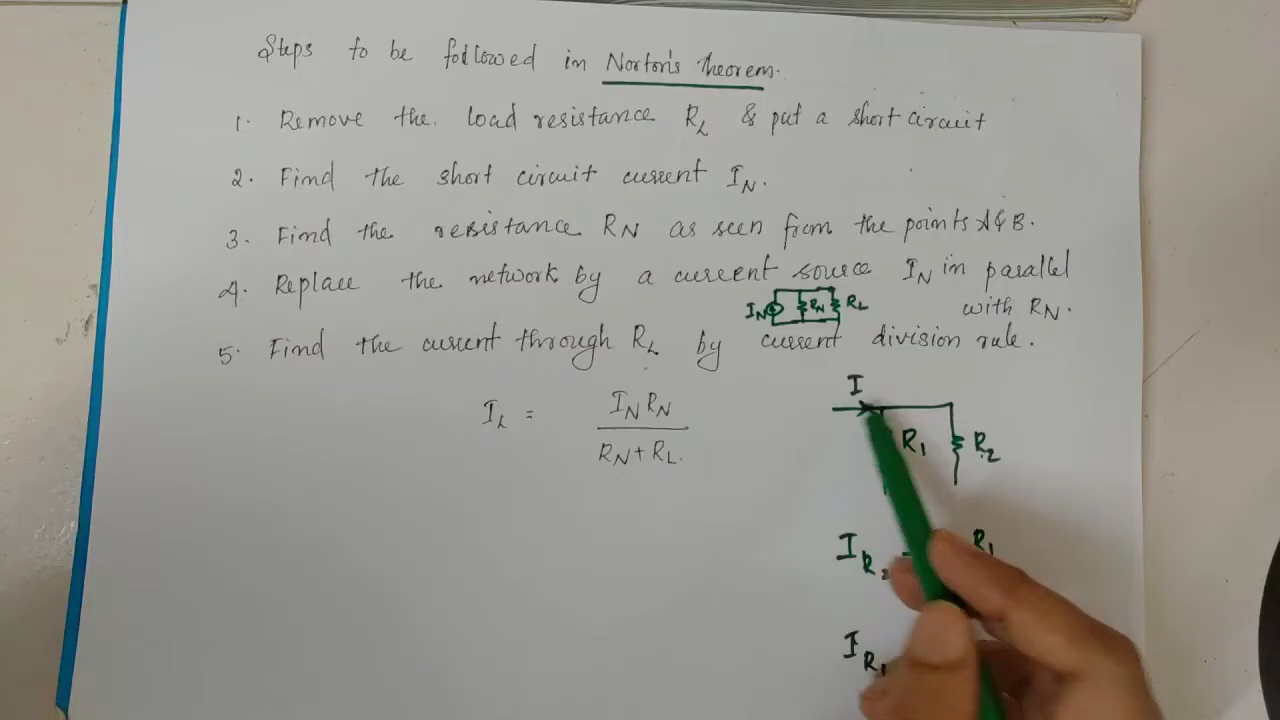 Steps to be followed in Norton's Theorem.
1. Remove the load resistance R_L & put a short circuit
2. Find the short circuit current I_N.
3. Find the resistance R_N as seen from the points A & B.
4. Replace the network by a current source I_N in parallel
with R_N.
I_N R_N R_L
5. Find the current through R_L by current division rule.
I_L = I_N R_N
R_N + R_L.
I
R_1 R_2
I_R_2 R_1
I_R_1